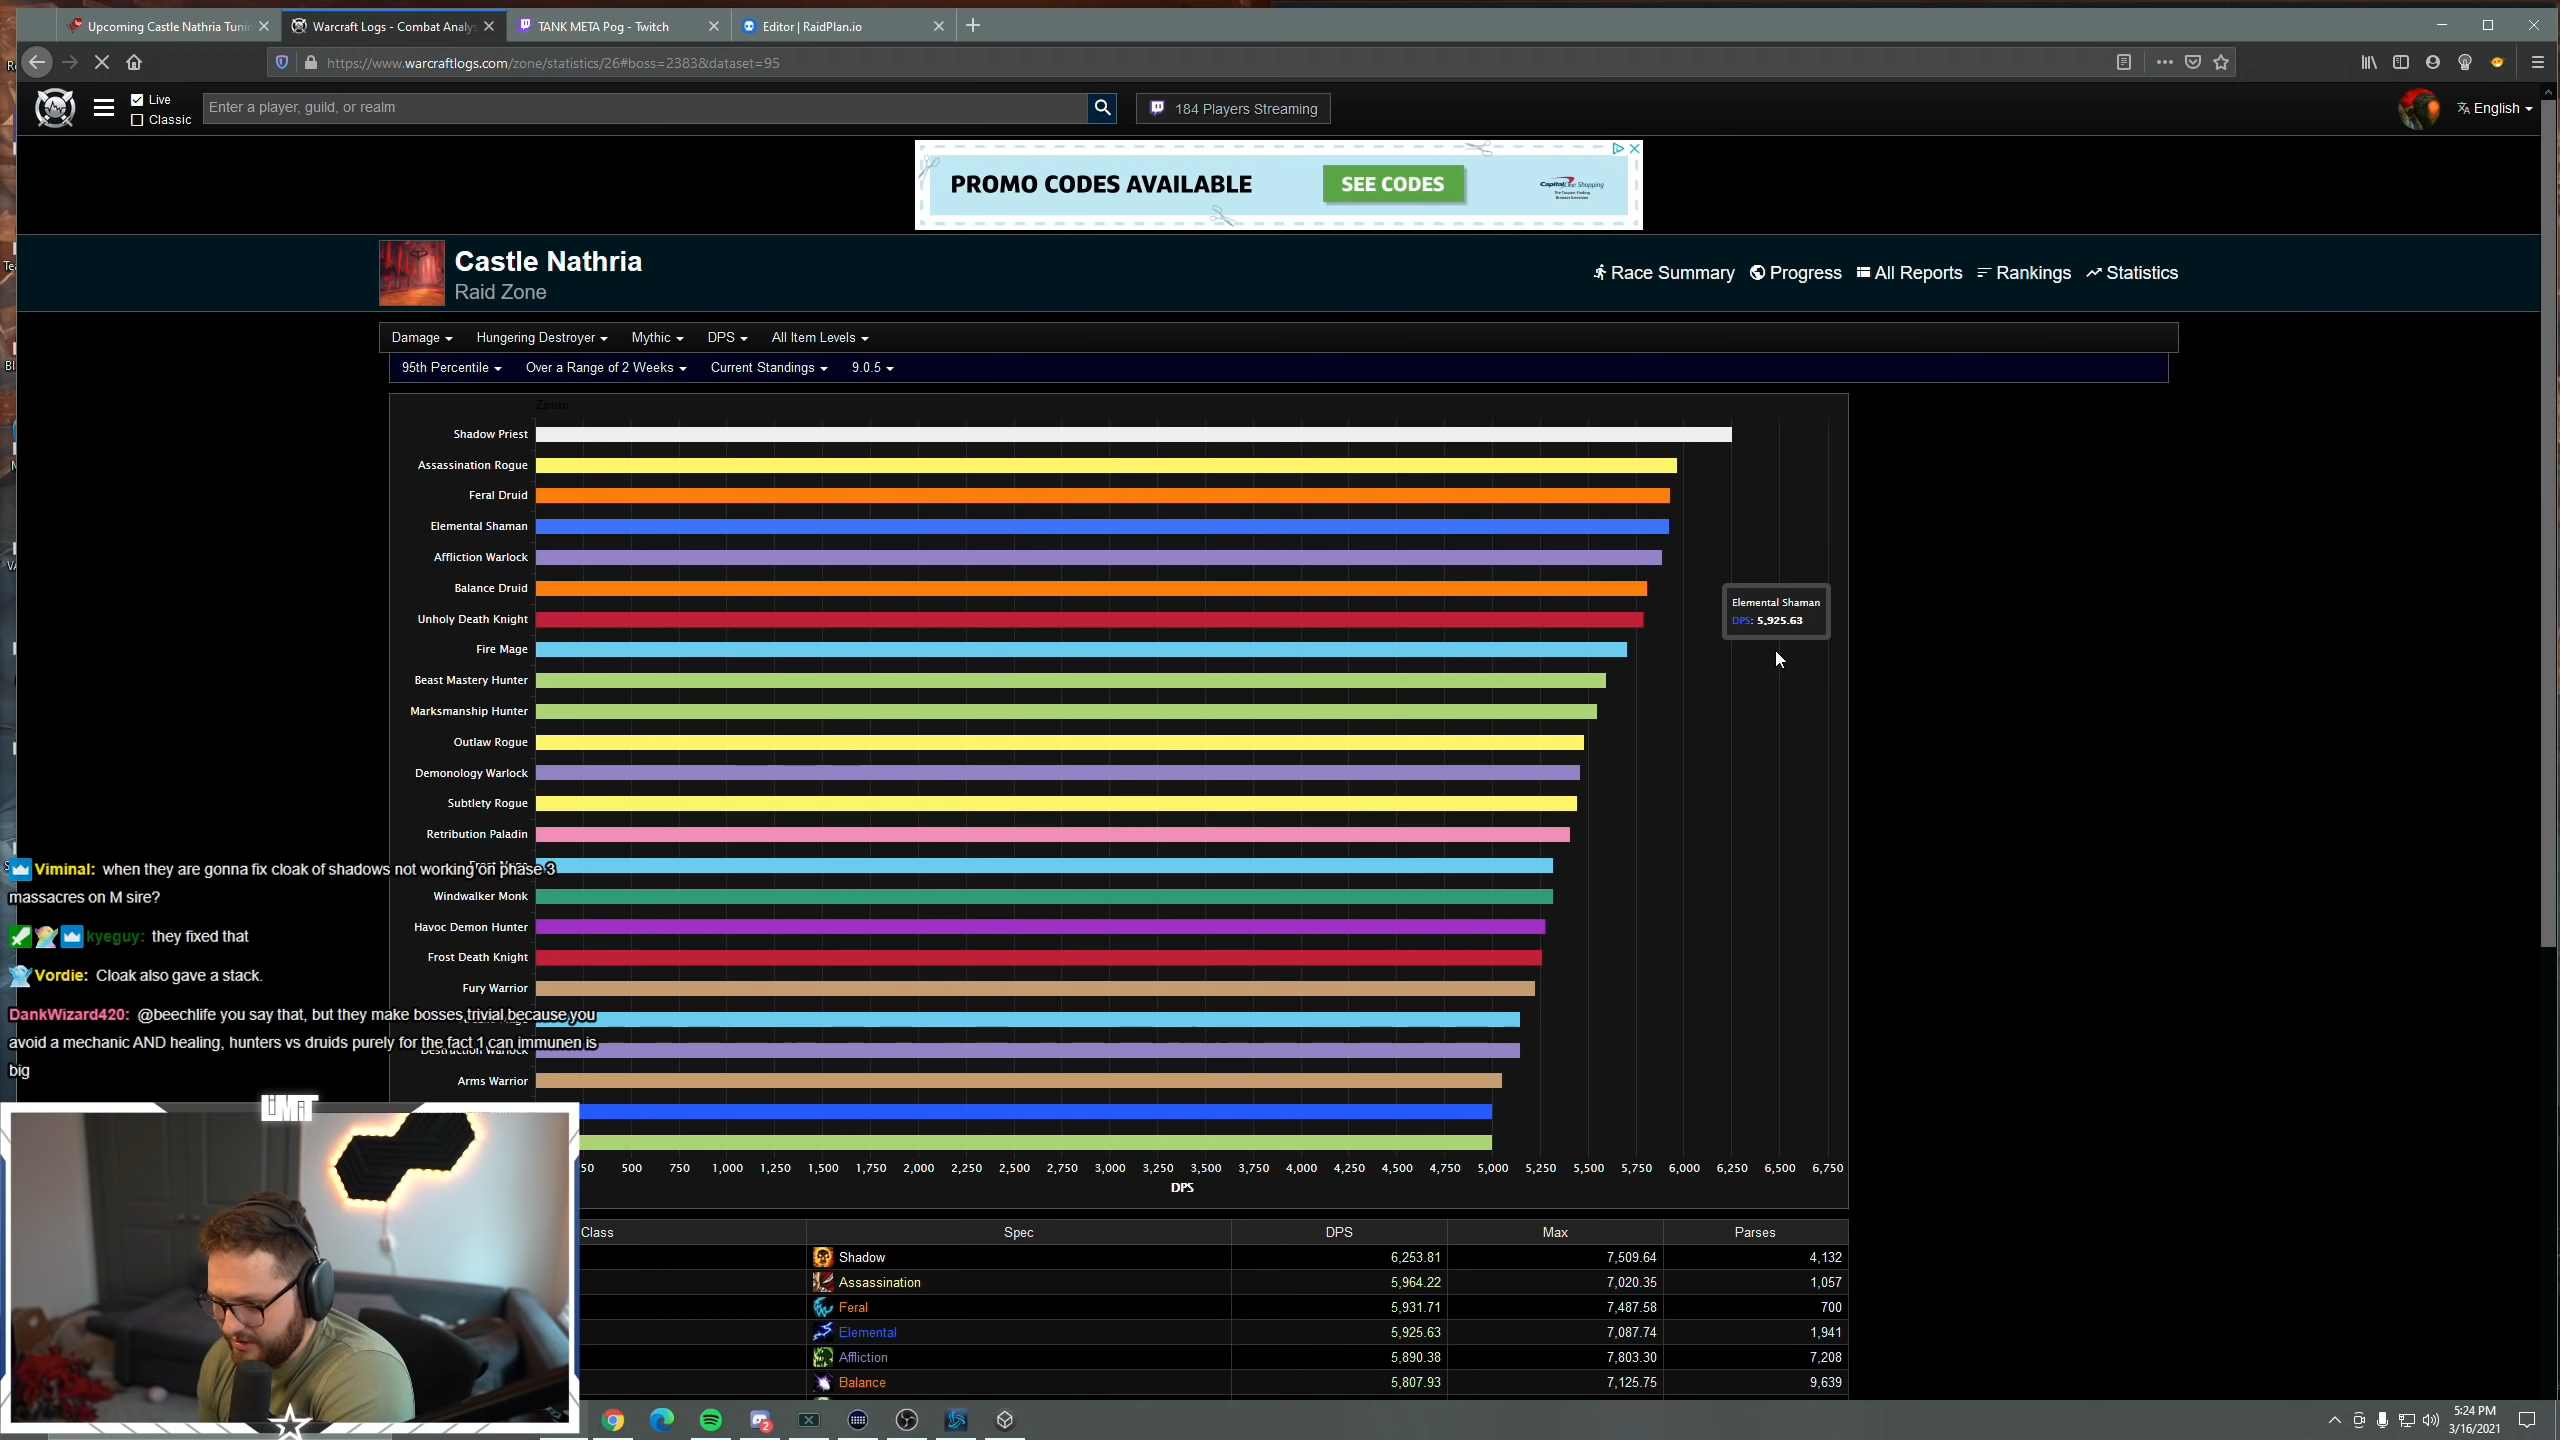 Upcoming Castle Nathria Tuni
Warcraft Logs - Combat Analys
TANK META Pog - Twitch
Editor | RaidPlan.io
https://www.warcraftlogs.com/zone/statistics/26#boss=2383&dataset=95
Live
Classic
Enter a player, guild, or realm
184 Players Streaming
English
PROMO CODES AVAILABLE
SEE CODES
Capital One Shopping
Castle Nathria
Raid Zone
Race Summary
Progress
All Reports
Rankings
Statistics
Damage
Hungering Destroyer
Mythic
DPS
All Item Levels
95th Percentile
Over a Range of 2 Weeks
Current Standings
9.0.5
Zoom
Shadow Priest
Assassination Rogue
Feral Druid
Elemental Shaman
Affliction Warlock
Balance Druid
Unholy Death Knight
Fire Mage
Beast Mastery Hunter
Marksmanship Hunter
Outlaw Rogue
Demonology Warlock
Subtlety Rogue
Retribution Paladin
Windwalker Monk
Havoc Demon Hunter
Frost Death Knight
Fury Warrior
Destruction Warlock
Arms Warrior
Elemental Shaman
DPS: 5,925.63
Viminal: when they are gonna fix cloak of shadows not working on phase 3
massacres on M sire?
kyeguy: they fixed that
Vordie: Cloak also gave a stack.
DankWizard420: @beechlife you say that, but they make bosses trivial because you
avoid a mechanic AND healing, hunters vs druids purely for the fact 1 can immunen is
big
LIMIT
50 500 750 1,000 1,250 1,500 1,750 2,000 2,250 2,500 2,750 3,000 3,250 3,500 3,750 4,000 4,250 4,500 4,750 5,000 5,250 5,500 5,750 6,000 6,250 6,500 6,750
DPS
Class Spec DPS Max Parses
Shadow 6,253.81 7,509.64 4,132
Assassination 5,964.22 7,020.35 1,057
Feral 5,931.71 7,487.58 700
Elemental 5,925.63 7,087.74 1,941
Affliction 5,890.38 7,803.30 7,208
Balance 5,807.93 7,125.75 9,639
2
5:24 PM
3/16/2021